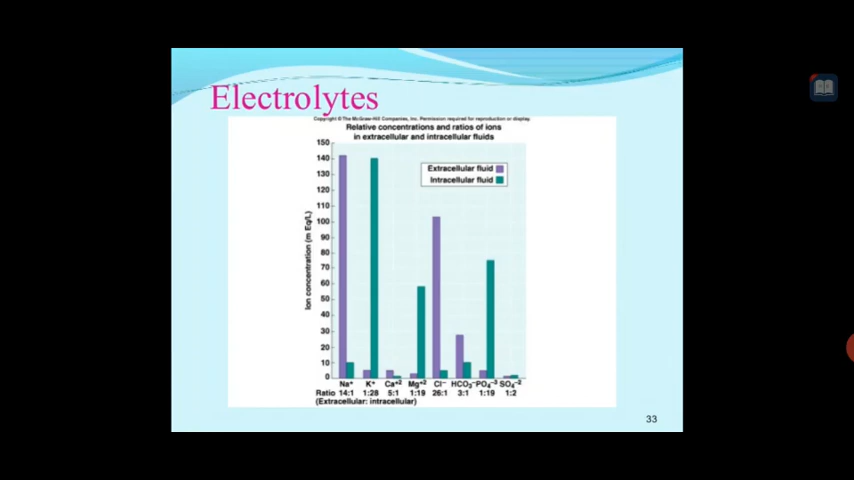 Electrolytes
Copyright © The McGraw-Hill Companies, Inc. Permission required for reproduction or display.
Relative concentrations and ratios of ions
in extracellular and intracellular fluids
150
140
130
120
110
100
90
80
70
60
50
40
30
20
10
0
Ion concentration (m Eq/L)
Extracellular fluid
Intracellular fluid
Na⁺ K⁺ Ca⁺² Mg⁺² Cl⁻ HCO₃⁻ PO₄⁻³ SO₄⁻²
Ratio 14:1 1:28 5:1 1:19 26:1 3:1 1:19 1:2
(Extracellular: intracellular)
33